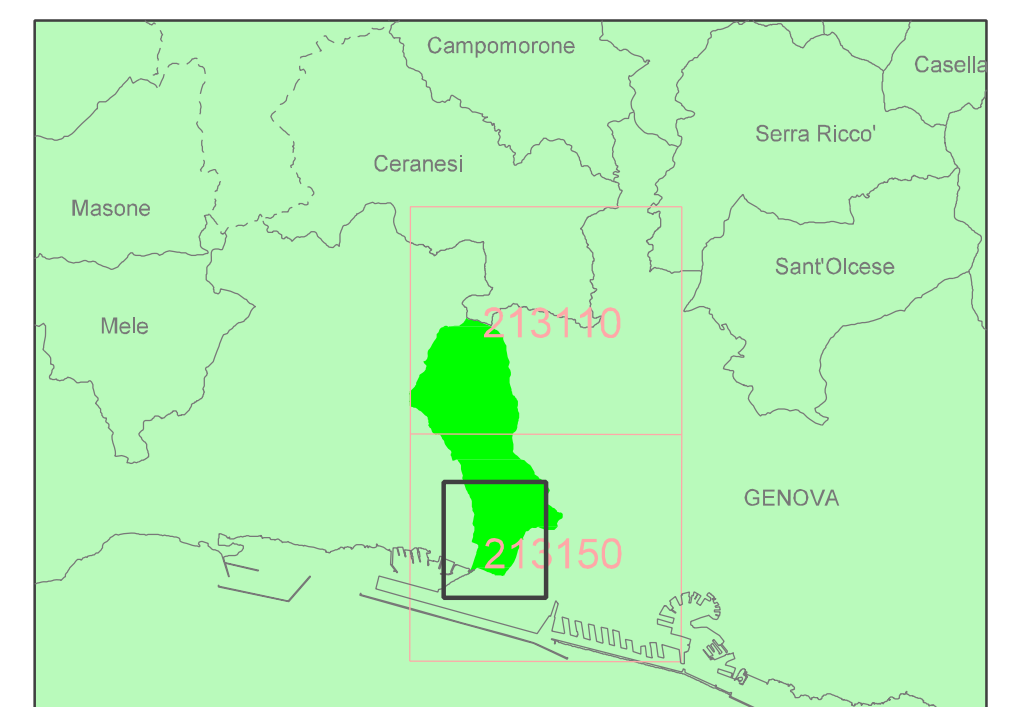 Campomorone
Casella
Serra Ricco'
Ceranesi
Masone
Sant'Olcese
213110
Mele
GENOVA
213150